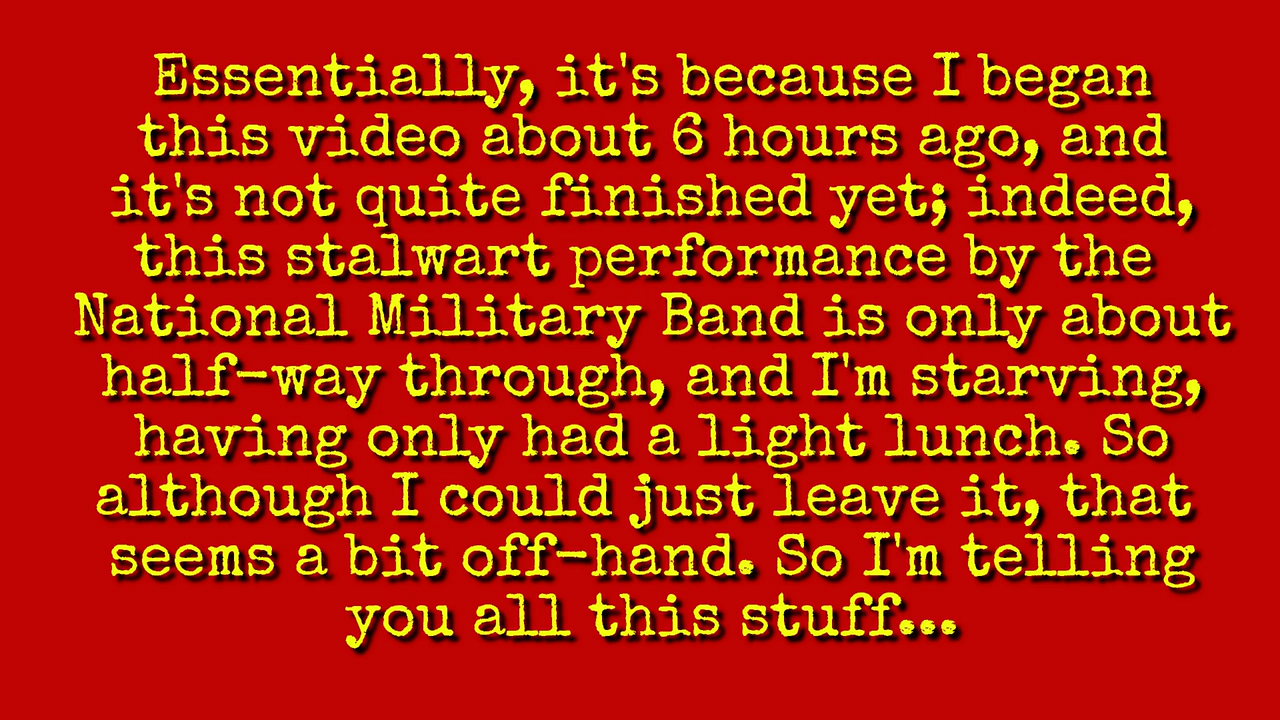 Essentially, it's because I began
this video about 6 hours ago, and
it's not quite finished yet; indeed,
this stalwart performance by the
National Military Band is only about
half-way through, and I'm starving,
having only had a light lunch. So
although I could just leave it, that
seems a bit off-hand. So I'm telling
you all this stuff...